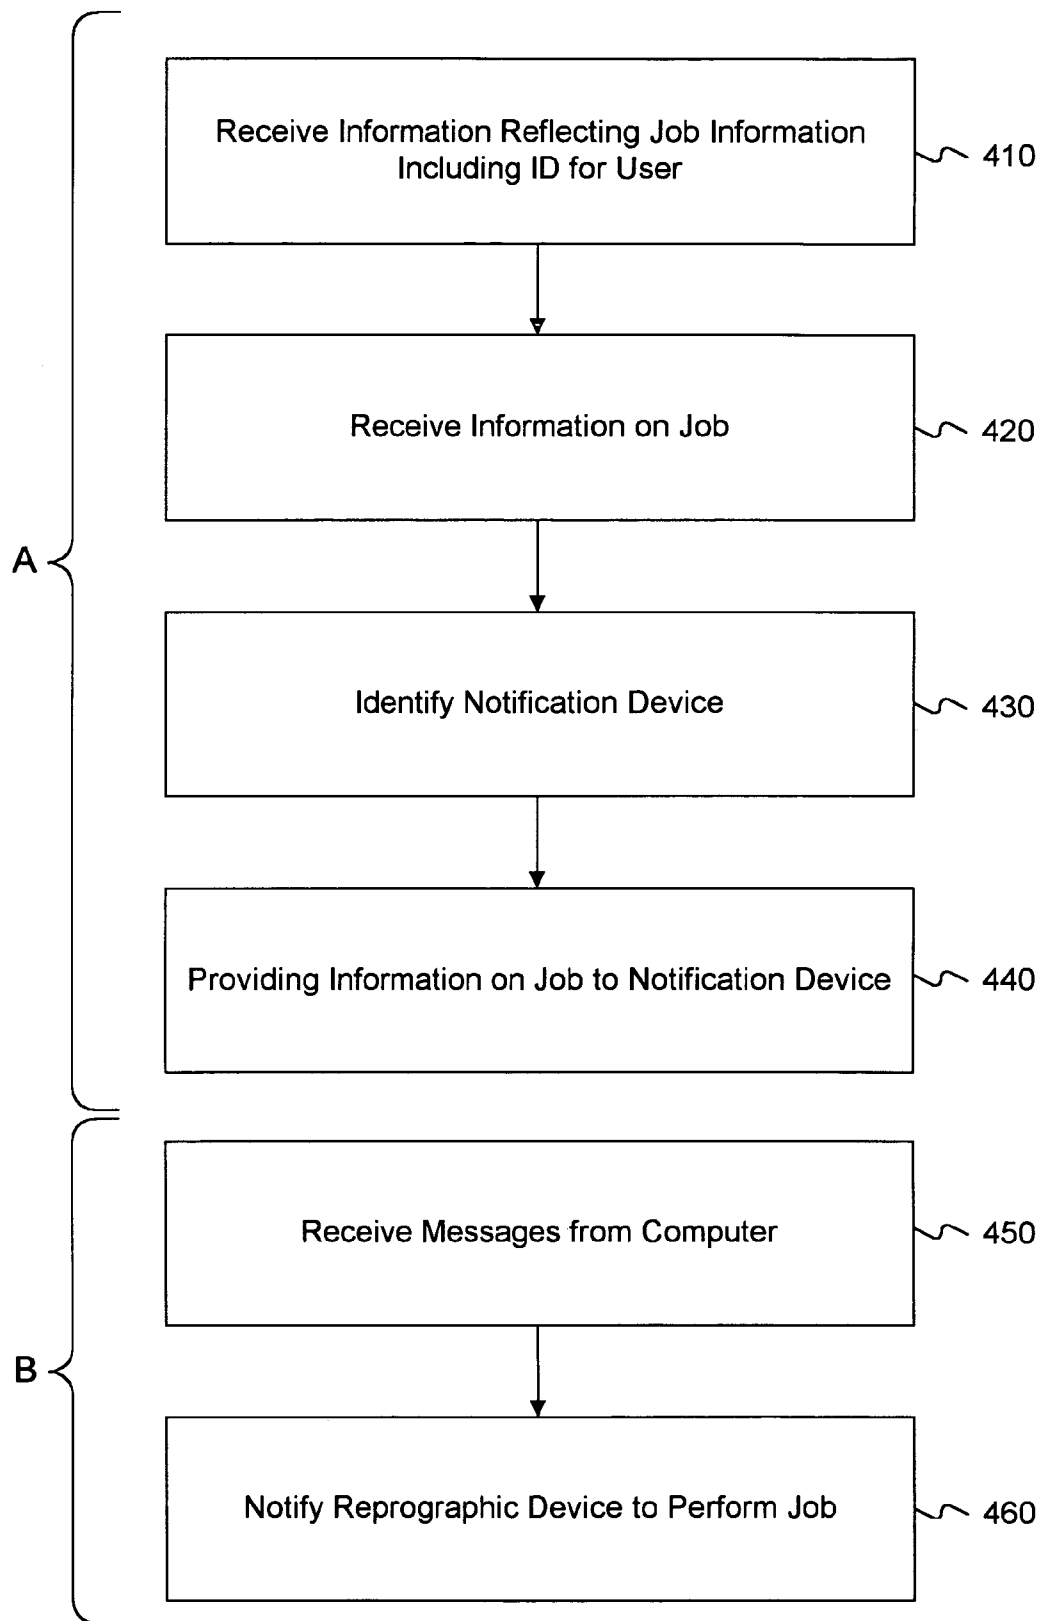 Receive Information Reflecting Job Information
Including ID for User
410
Receive Information on Job
420
A
Identify Notification Device
430
Providing Information on Job to Notification Device
440
Receive Messages from Computer
450
B
Notify Reprographic Device to Perform Job
460